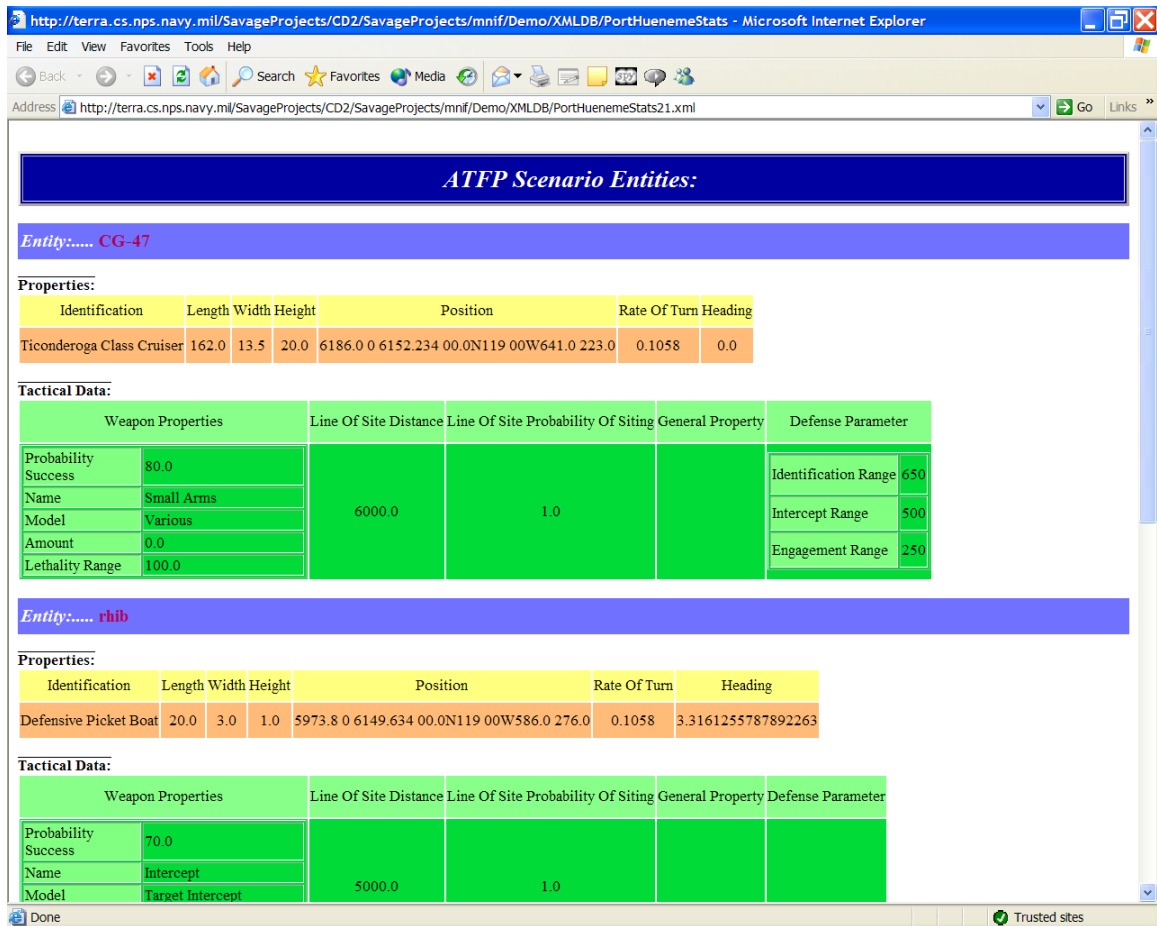 http://terra.cs.nps.navy.mil/SavageProjects/CD2/SavageProjects/mnif/Demo/XMLDB/PortHuenemeStats - Microsoft Internet Explorer
File Edit View Favorites Tools Help
Back Search Favorites Media
Address http://terra.cs.nps.navy.mil/SavageProjects/CD2/SavageProjects/mnif/Demo/XMLDB/PortHuenemeStats21.xml Go Links »
ATFP Scenario Entities:
Entity:..... CG-47
Properties:
Identification Length Width Height Position Rate Of Turn Heading
Ticonderoga Class Cruiser 162.0 13.5 20.0 6186.0 0 6152.234 00.0N119 00W641.0 223.0 0.1058 0.0
Tactical Data:
Weapon Properties Line Of Site Distance Line Of Site Probability Of Siting General Property Defense Parameter
Probability Success 80.0
Name Small Arms
Model Various
Amount 0.0
Lethality Range 100.0
6000.0 1.0
Identification Range 650
Intercept Range 500
Engagement Range 250
Entity:..... rhib
Properties:
Identification Length Width Height Position Rate Of Turn Heading
Defensive Picket Boat 20.0 3.0 1.0 5973.8 0 6149.634 00.0N119 00W586.0 276.0 0.1058 3.3161255787892263
Tactical Data:
Weapon Properties Line Of Site Distance Line Of Site Probability Of Siting General Property Defense Parameter
Probability Success 70.0
Name Intercept
Model Target Intercept
5000.0 1.0
Done Trusted sites